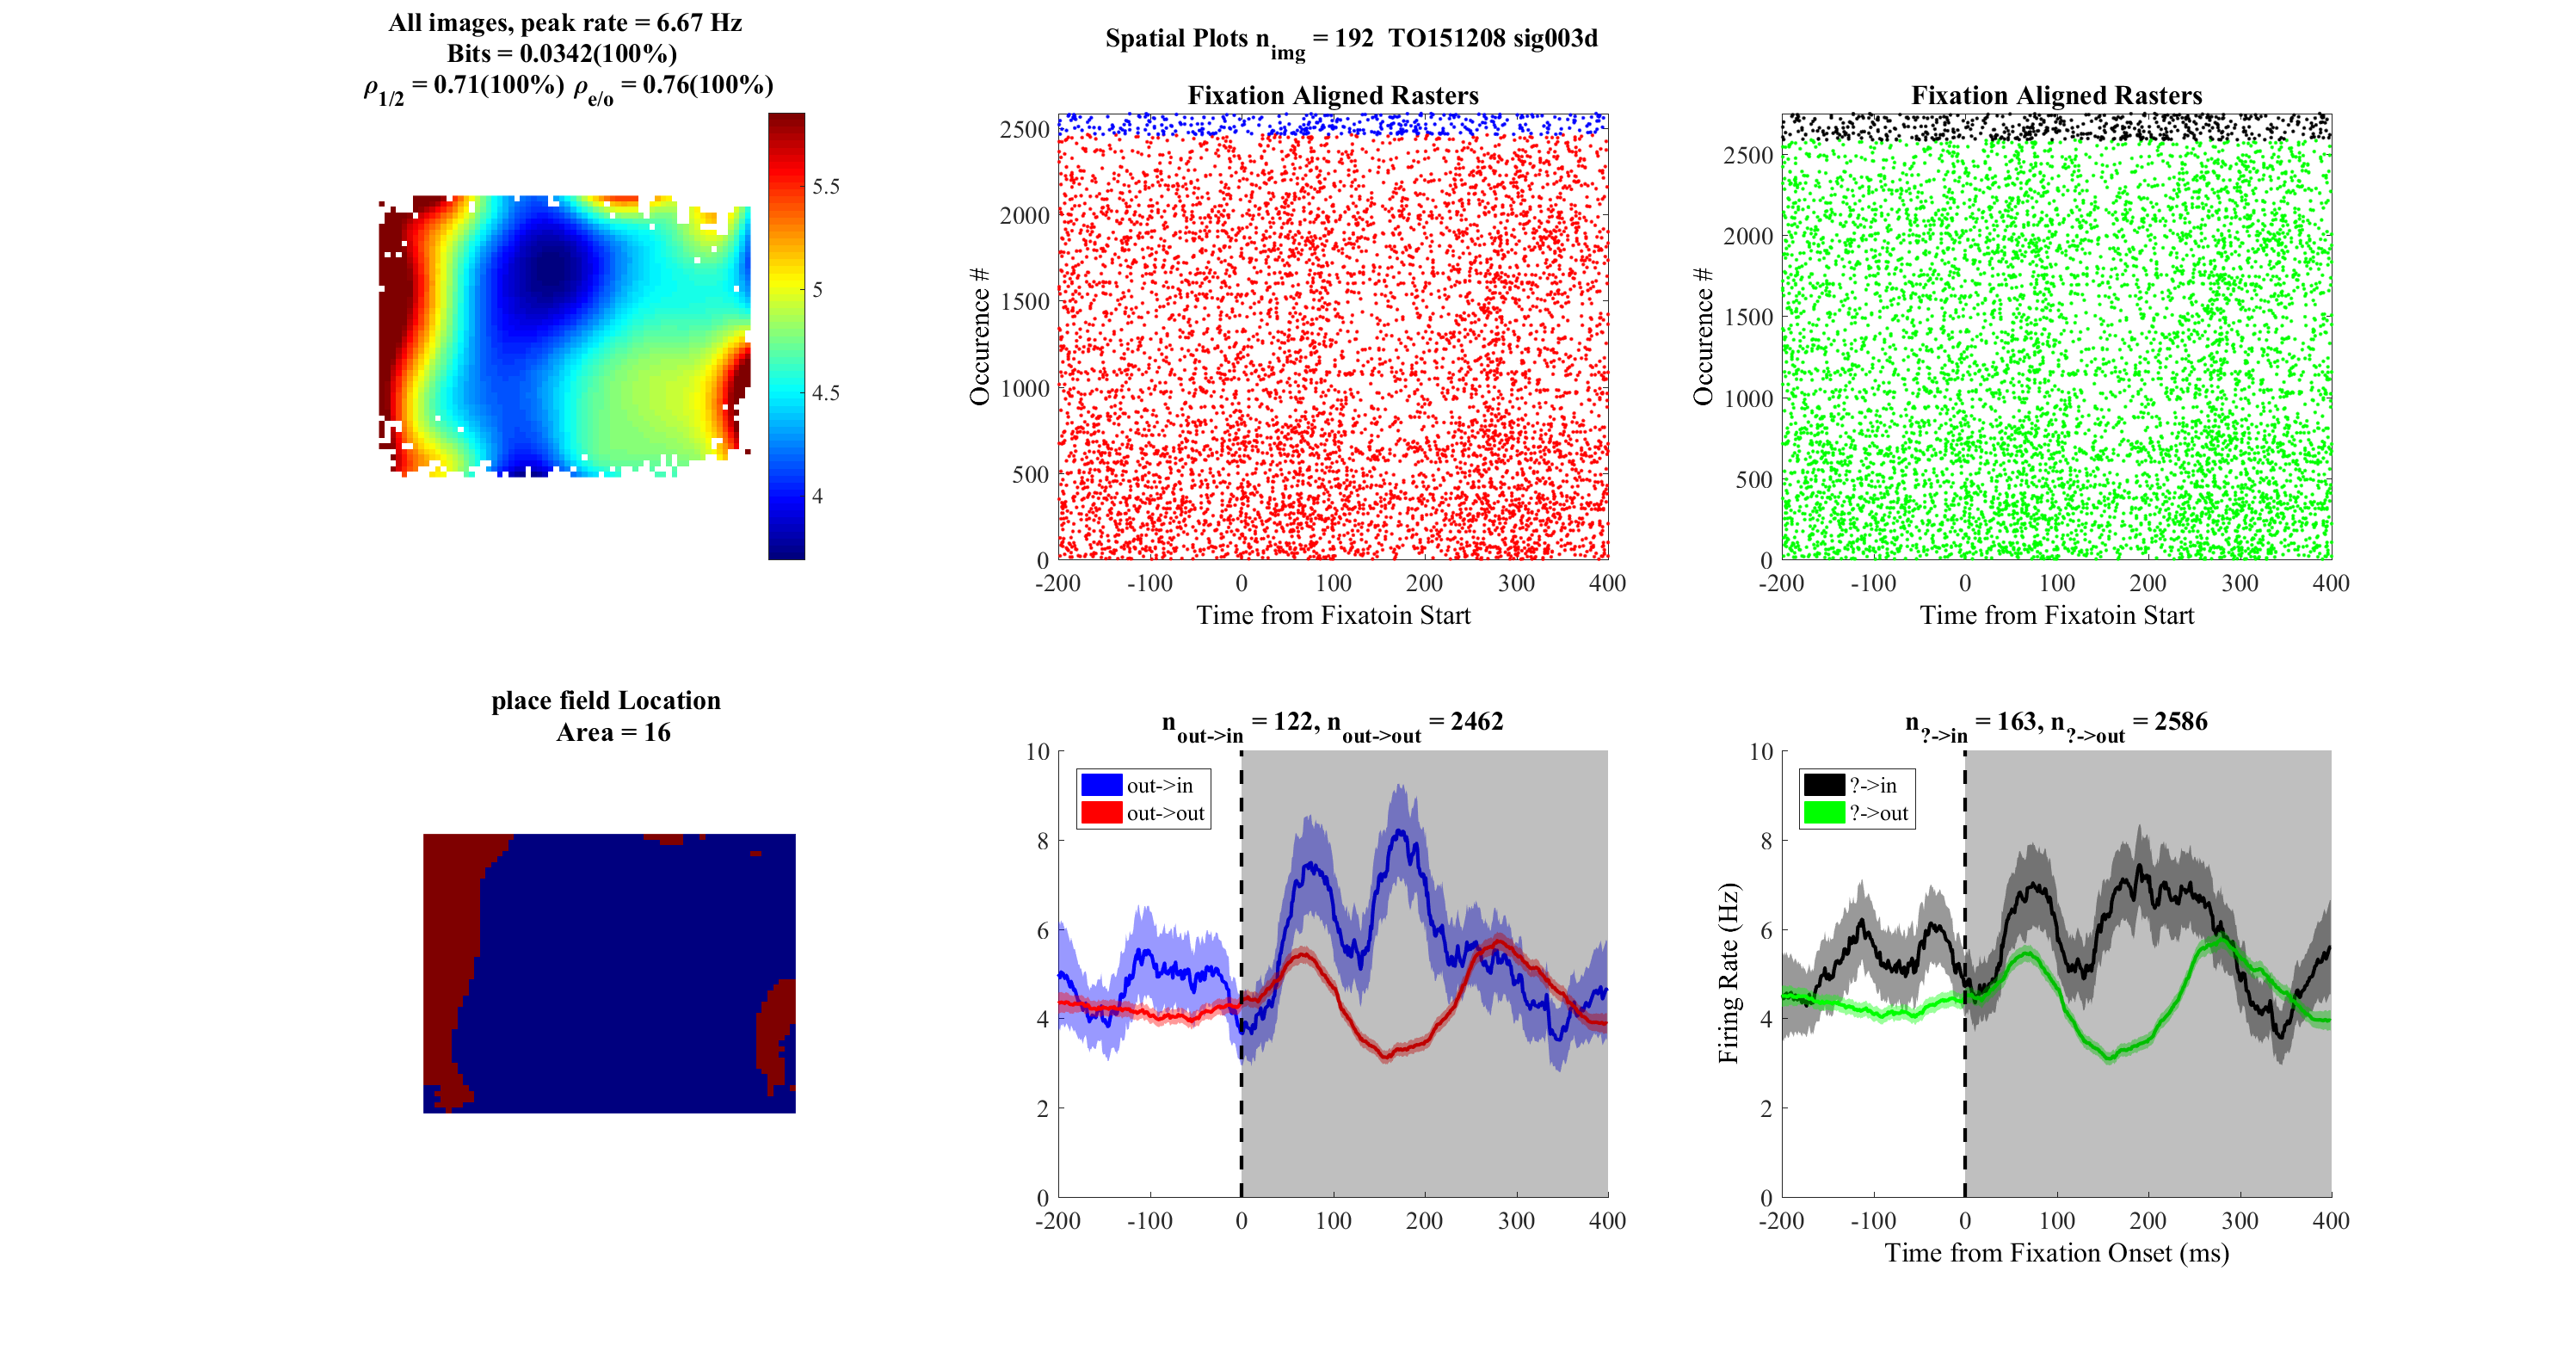 All images, peak rate = 6.67 Hz
Bits = 0.0342(100%)
ρ1/2 = 0.71(100%) ρe/o = 0.76(100%)
5.5
5
4.5
4
Spatial Plots nimg = 192 TO151208 sig003d
Fixation Aligned Rasters
2500
2000
1500
1000
500
0
Occurence #
-200 -100 0 100 200 300 400
Time from Fixatoin Start
Fixation Aligned Rasters
2500
2000
1500
1000
500
0
Occurence #
-200 -100 0 100 200 300 400
Time from Fixatoin Start
place field Location
Area = 16
nout->in = 122, nout->out = 2462
10
8
6
4
2
0
out->in
out->out
-200 -100 0 100 200 300 400
n?->in = 163, n?->out = 2586
10
8
6
4
2
0
Firing Rate (Hz)
?->in
?->out
-200 -100 0 100 200 300 400
Time from Fixation Onset (ms)